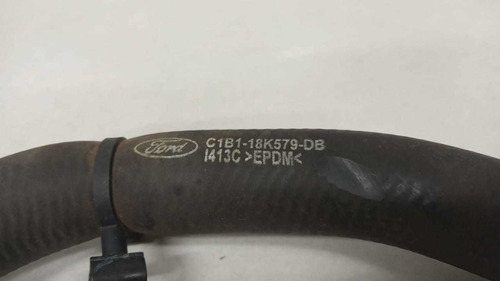 Ford
C1B1-18K579-DB
I413C >EPDM<